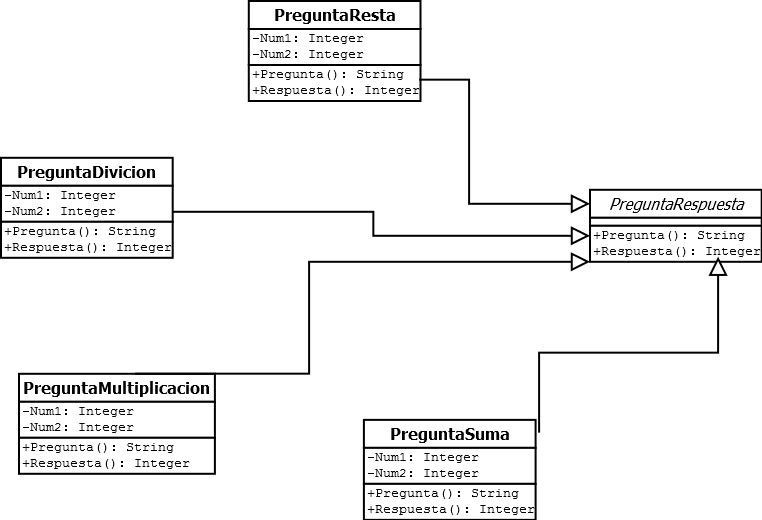 PreguntaResta
-Num1: Integer
-Num2: Integer
+Pregunta(): String
+Respuesta(): Integer
PreguntaDivicion
-Num1: Integer
-Num2: Integer
+Pregunta(): String
+Respuesta(): Integer
PreguntaRespuesta
+Pregunta(): String
+Respuesta(): Integer
PreguntaMultiplicacion
-Num1: Integer
-Num2: Integer
+Pregunta(): String
+Respuesta(): Integer
PreguntaSuma
-Num1: Integer
-Num2: Integer
+Pregunta(): String
+Respuesta(): Integer